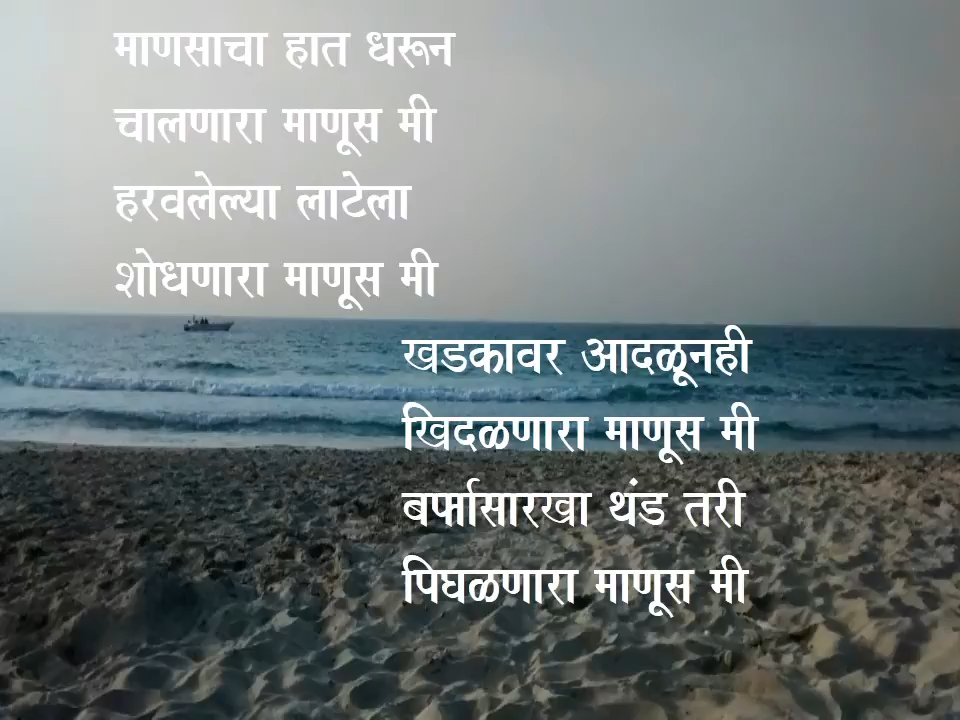 माणसाचा हात धरून
चालणारा माणूस मी
हरवलेल्या लाटेला
शोधणारा माणूस मी
खडकावर आदळूनही
खिदळणारा माणूस मी
बर्फासारखा थंड तरी
पिघळणारा माणूस मी